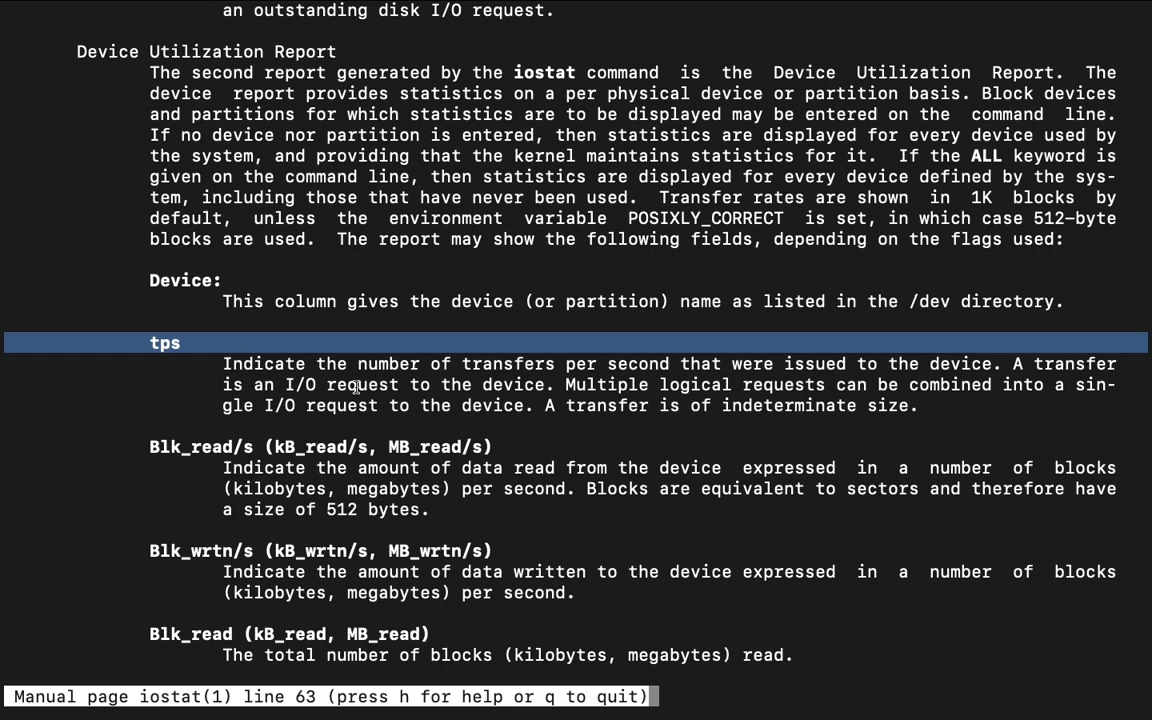 an outstanding disk I/O request.
Device Utilization Report
The second report generated by the iostat command is the Device Utilization Report. The
device report provides statistics on a per physical device or partition basis. Block devices
and partitions for which statistics are to be displayed may be entered on the command line.
If no device nor partition is entered, then statistics are displayed for every device used by
the system, and providing that the kernel maintains statistics for it. If the ALL keyword is
given on the command line, then statistics are displayed for every device defined by the sys-
tem, including those that have never been used. Transfer rates are shown in 1K blocks by
default, unless the environment variable POSIXLY_CORRECT is set, in which case 512-byte
blocks are used. The report may show the following fields, depending on the flags used:
Device:
This column gives the device (or partition) name as listed in the /dev directory.
tps
Indicate the number of transfers per second that were issued to the device. A transfer
is an I/O request to the device. Multiple logical requests can be combined into a sin-
gle I/O request to the device. A transfer is of indeterminate size.
Blk_read/s (kB_read/s, MB_read/s)
Indicate the amount of data read from the device expressed in a number of blocks
(kilobytes, megabytes) per second. Blocks are equivalent to sectors and therefore have
a size of 512 bytes.
Blk_wrtn/s (kB_wrtn/s, MB_wrtn/s)
Indicate the amount of data written to the device expressed in a number of blocks
(kilobytes, megabytes) per second.
Blk_read (kB_read, MB_read)
The total number of blocks (kilobytes, megabytes) read.
Manual page iostat(1) line 63 (press h for help or q to quit)